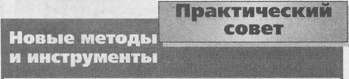 Практический
совет
Новые методы
и инструменты